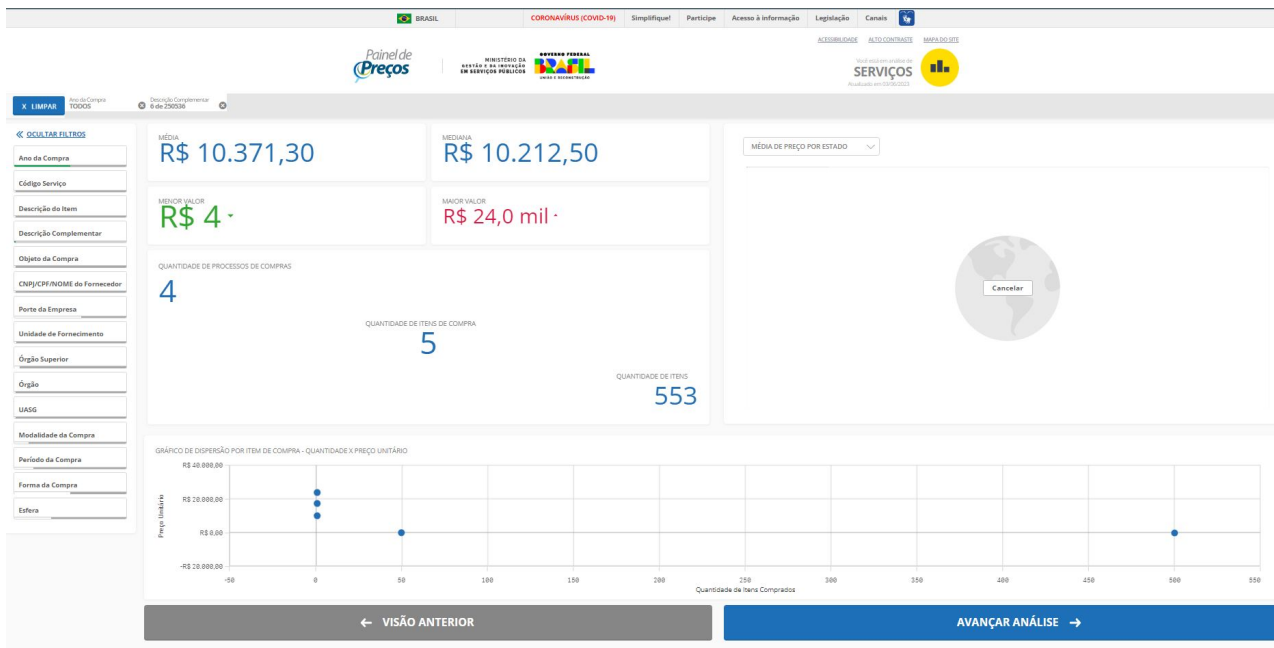 BRASIL CORONAVÍRUS (COVID-19) Simplifique! Participe Acesso à informação Legislação Canais
ACESSIBILIDADE ALTO CONTRASTE MAPA DO SITE
Painel de
Preços
MINISTÉRIO DA
GESTÃO E DA INOVAÇÃO
EM SERVIÇOS PÚBLICOS
GOVERNO FEDERAL
BRASIL
UNIÃO E RECONSTRUÇÃO
Você está em análise de
SERVIÇOS
X LIMPAR
Ano da Compra
TODOS
Descrição Complementar
6 de 250536
OCULTAR FILTROS
Ano da Compra
Código Serviço
Descrição do Item
Descrição Complementar
Objeto da Compra
CNPJ/CPF/NOME do Fornecedor
Porte da Empresa
Unidade de Fornecimento
Órgão Superior
Órgão
UASG
Modalidade da Compra
Período da Compra
Forma da Compra
Esfera
MÉDIA
R$ 10.371,30
MEDIANA
R$ 10.212,50
MENOR VALOR
R$ 4
MAIOR VALOR
R$ 24,0 mil
QUANTIDADE DE PROCESSOS DE COMPRAS
4
QUANTIDADE DE ITENS DE COMPRA
5
QUANTIDADE DE ITENS
553
MÉDIA DE PREÇO POR ESTADO
Cancelar
GRÁFICO DE DISPERSÃO POR ITEM DE COMPRA - QUANTIDADE X PREÇO UNITÁRIO
Preço Unitário
R$ 40.000,00
R$ 20.000,00
R$ 0,00
-R$ 20.000,00
-50 0 50 100 150 200 250 300 350 400 450 500 550
Quantidade de Itens Comprados
← VISÃO ANTERIOR
AVANÇAR ANÁLISE →